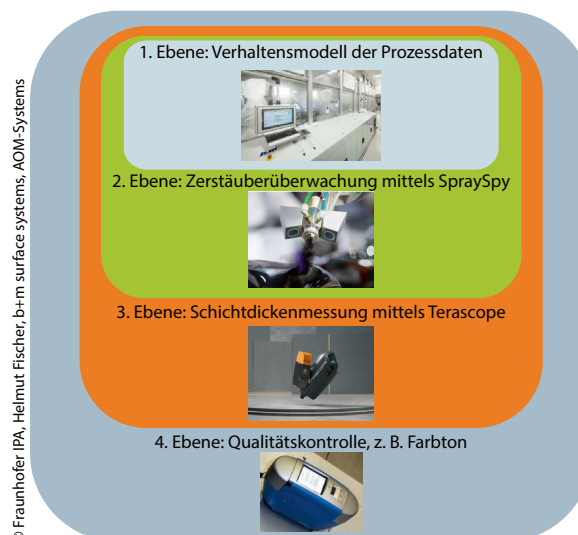 1. Ebene: Verhaltensmodell der Prozessdaten
2. Ebene: Zerstäuberüberwachung mittels SpraySpy
3. Ebene: Schichtdickenmessung mittels Terascope
4. Ebene: Qualitätskontrolle, z. B. Farbton
© Fraunhofer IPA, Helmut Fischer, b+m surface systems, AOM-Systems